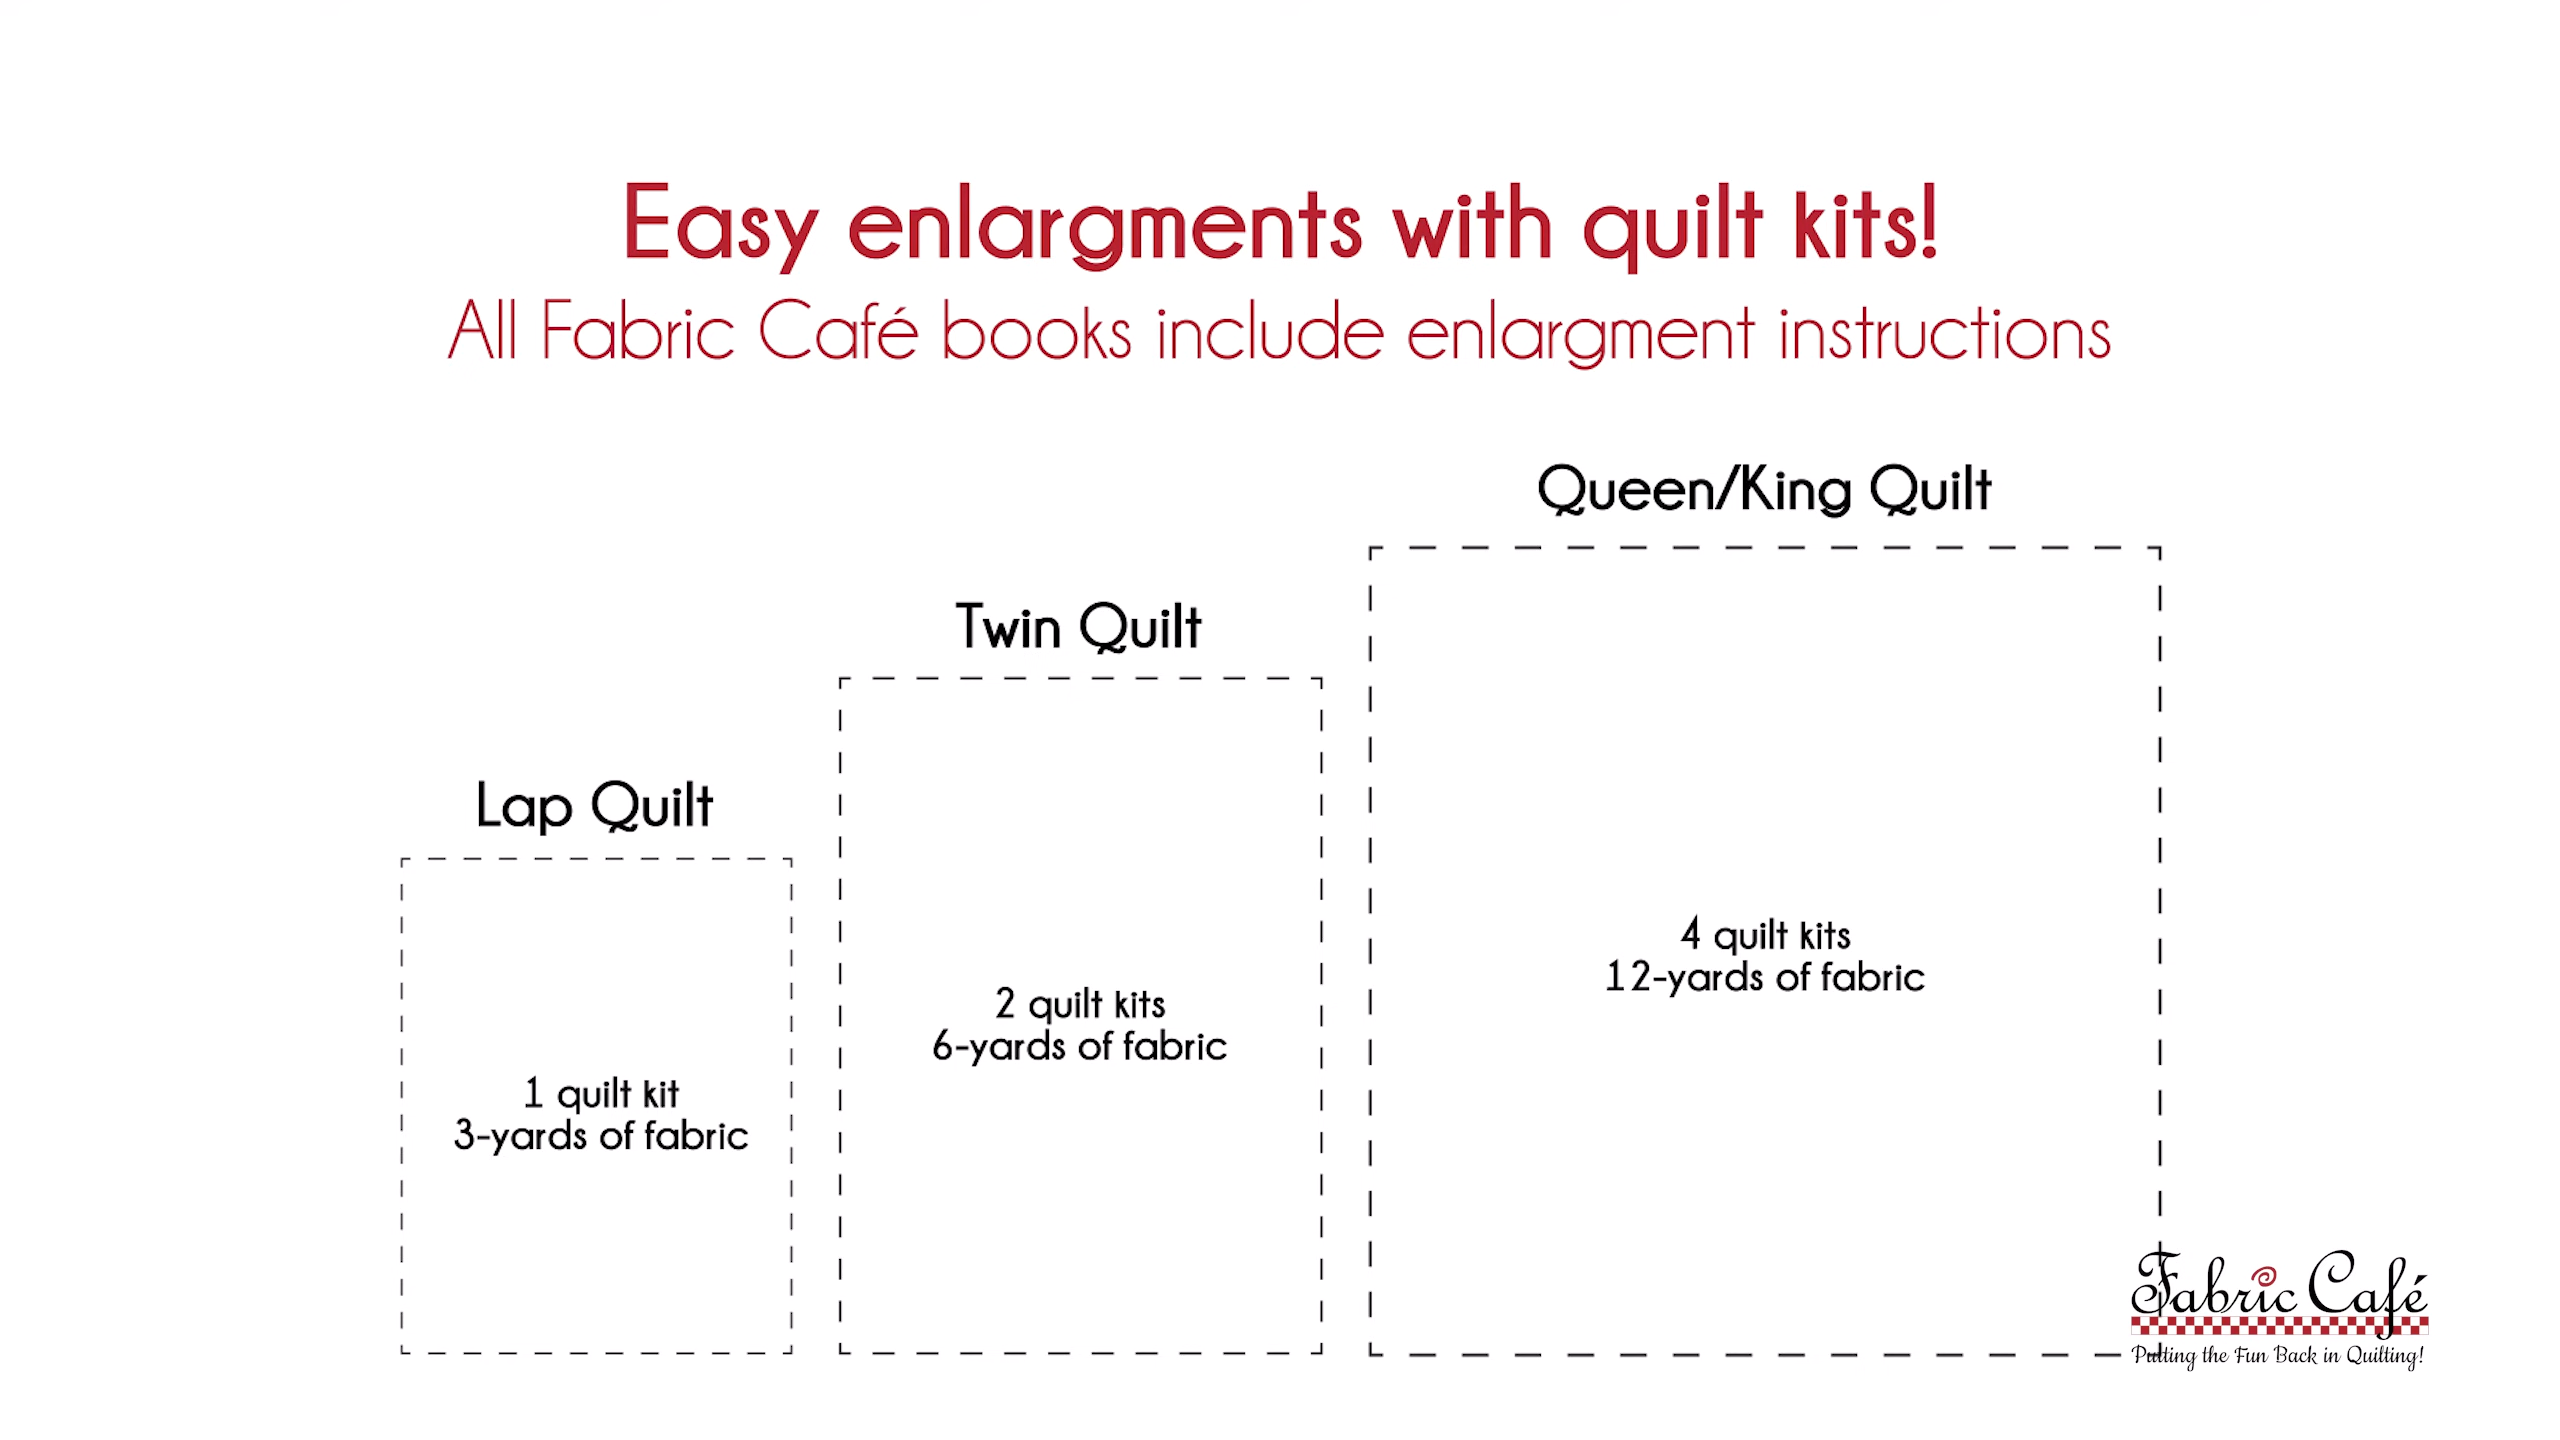 Easy enlargments with quilt kits!
All Fabric Café books include enlargment instructions
Queen/King Quilt
Twin Quilt
Lap Quilt
4 quilt kits
12-yards of fabric
2 quilt kits
6-yards of fabric
1 quilt kit
3-yards of fabric
Fabric Café
Putting the Fun Back in Quilting!